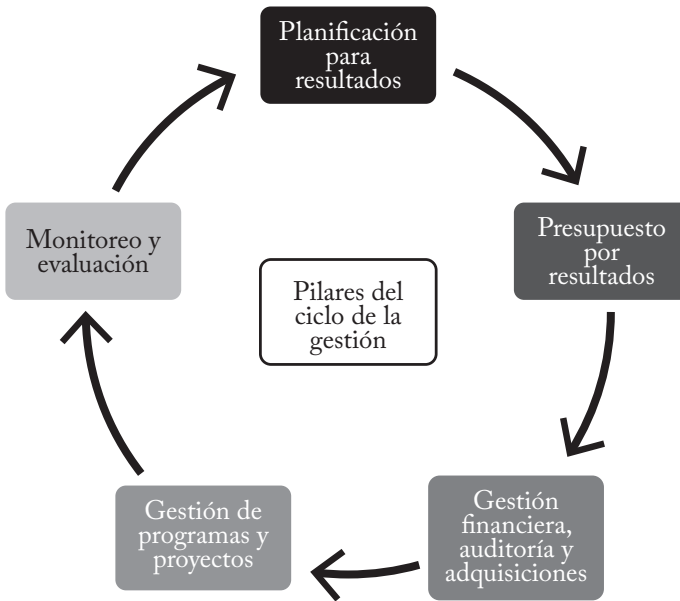 Planificación
para
resultados
Presupuesto
por
resultados
Gestión
financiera,
auditoría y
adquisiciones
Gestión de
programas y
proyectos
Monitoreo y
evaluación
Pilares del
ciclo de la
gestión